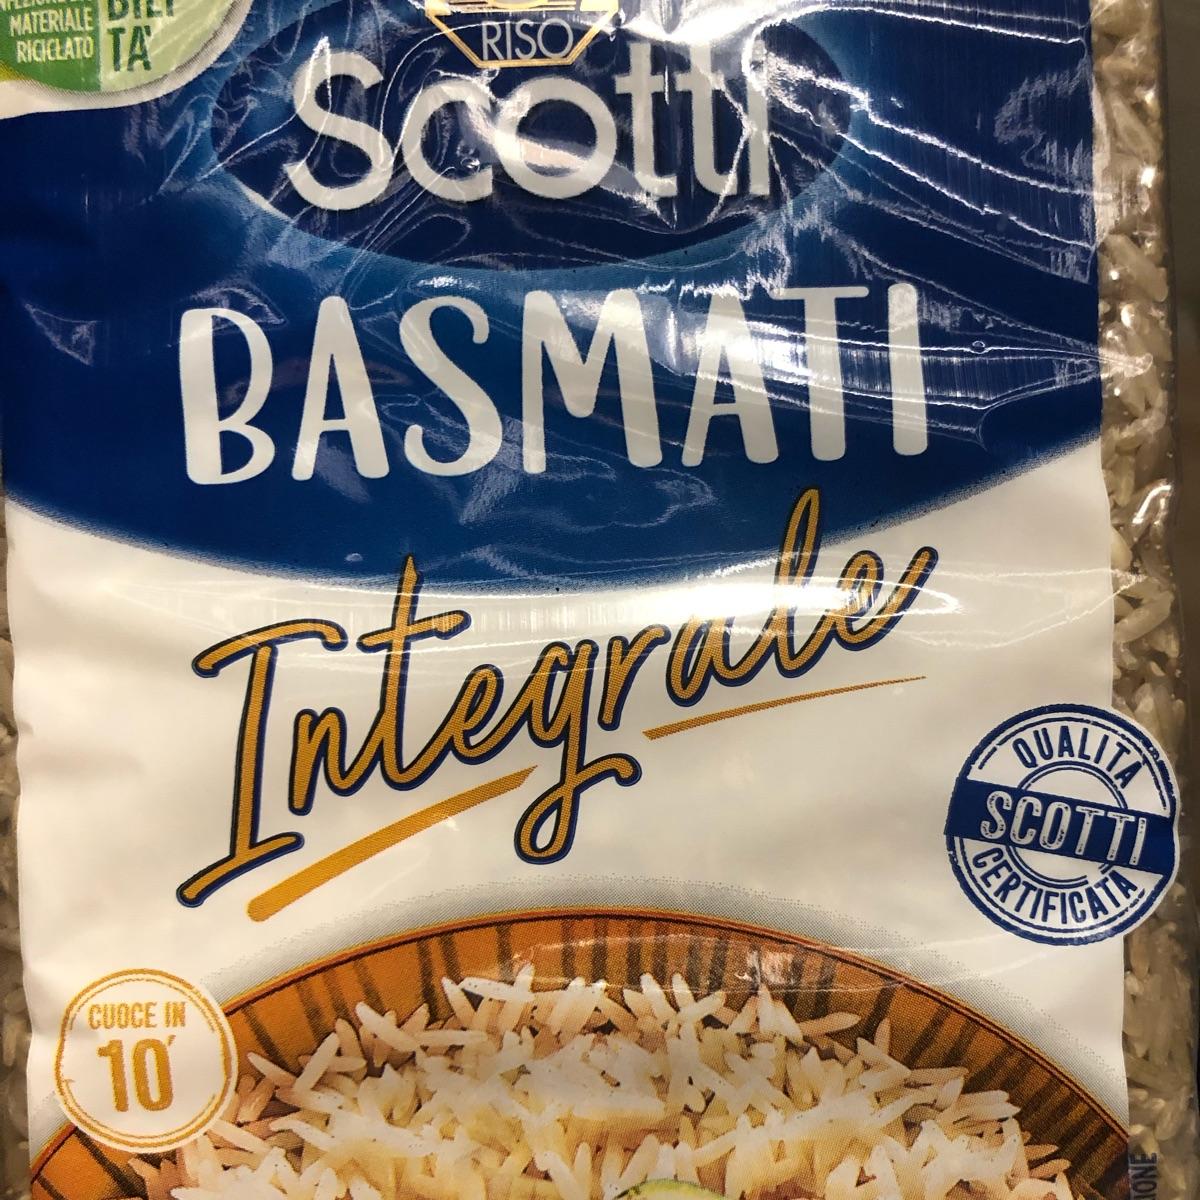 MATERIALE
RICICLATO
TÀ
RISO
Scotti
BASMATI
Integrale
QUALITÀ
SCOTTI
CERTIFICATA
CUOCE IN
10'